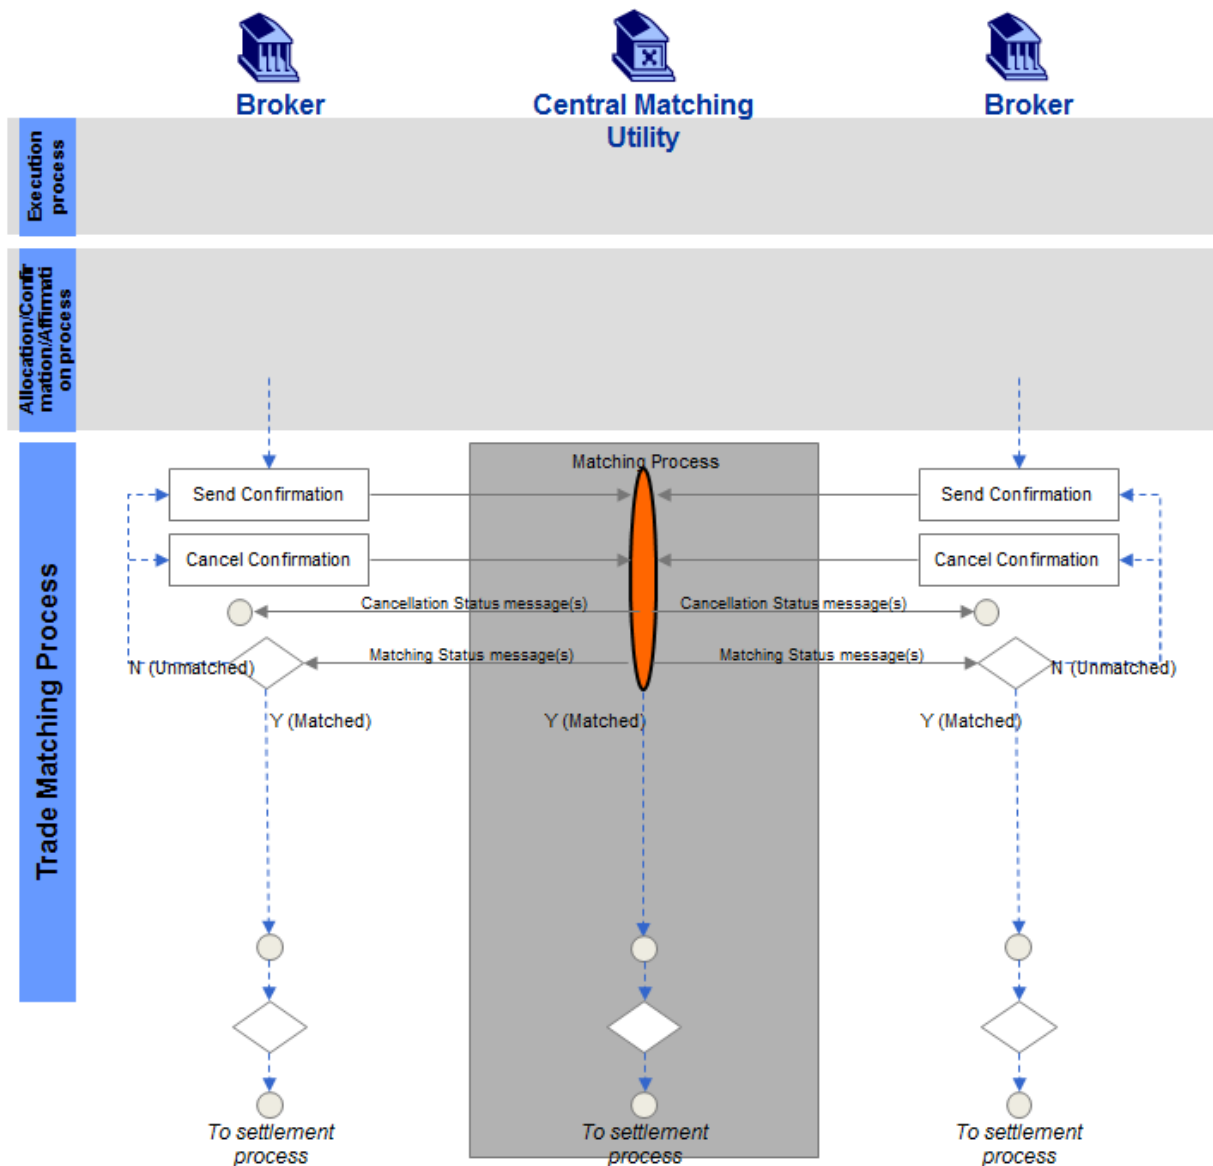 Broker
Central Matching
Utility
Broker
Execution
process
Allocation/Confir
mation/Affirmati
on process
Trade Matching Process
Matching Process
Send Confirmation
Send Confirmation
Cancel Confirmation
Cancel Confirmation
Cancellation Status message(s)
Cancellation Status message(s)
Matching Status message(s)
Matching Status message(s)
N (Unmatched)
N (Unmatched)
Y (Matched)
Y (Matched)
Y (Matched)
To settlement
process
To settlement
process
To settlement
process